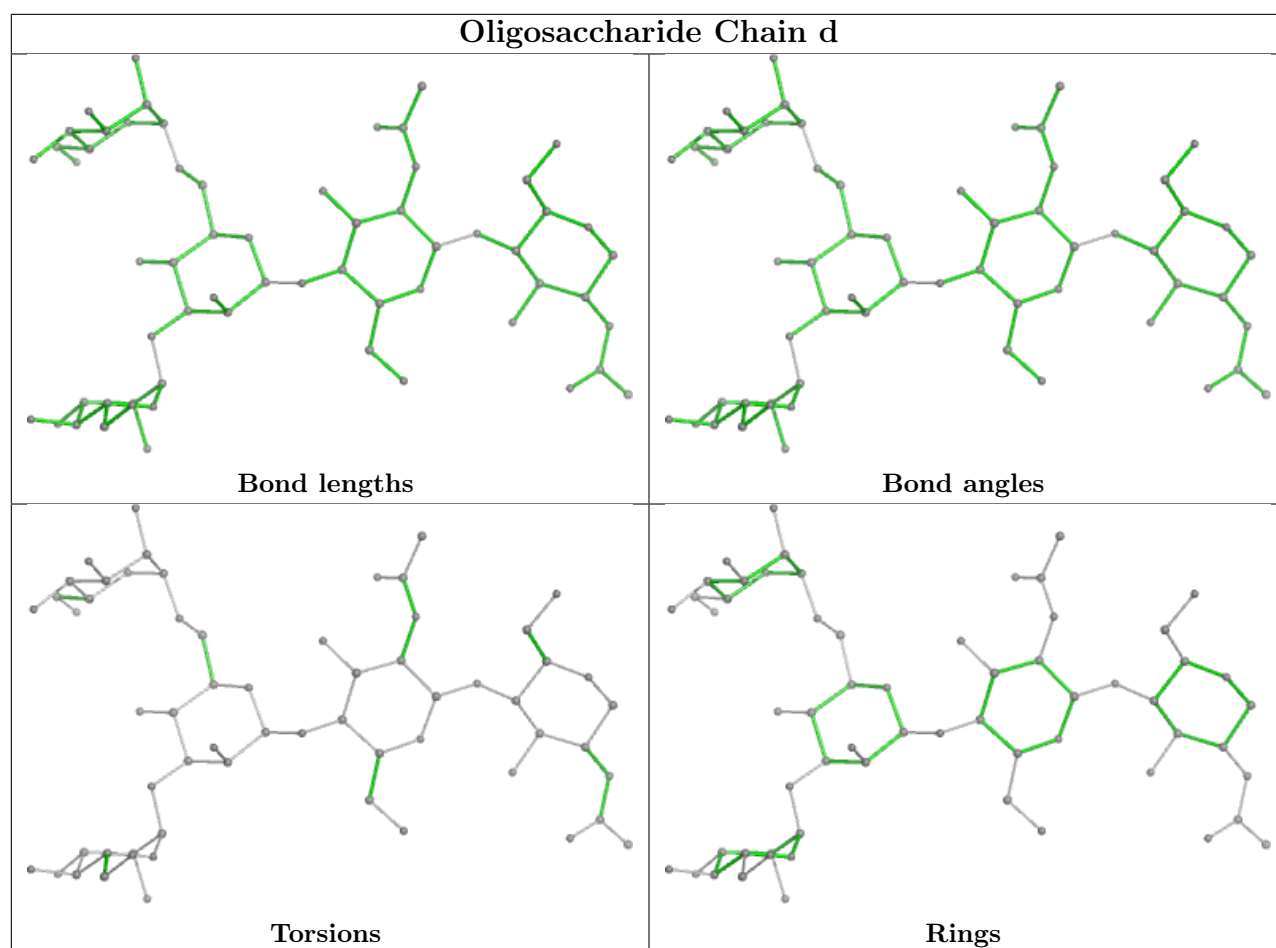 Oligosaccharide Chain d
Bond lengths
Bond angles
Torsions
Rings